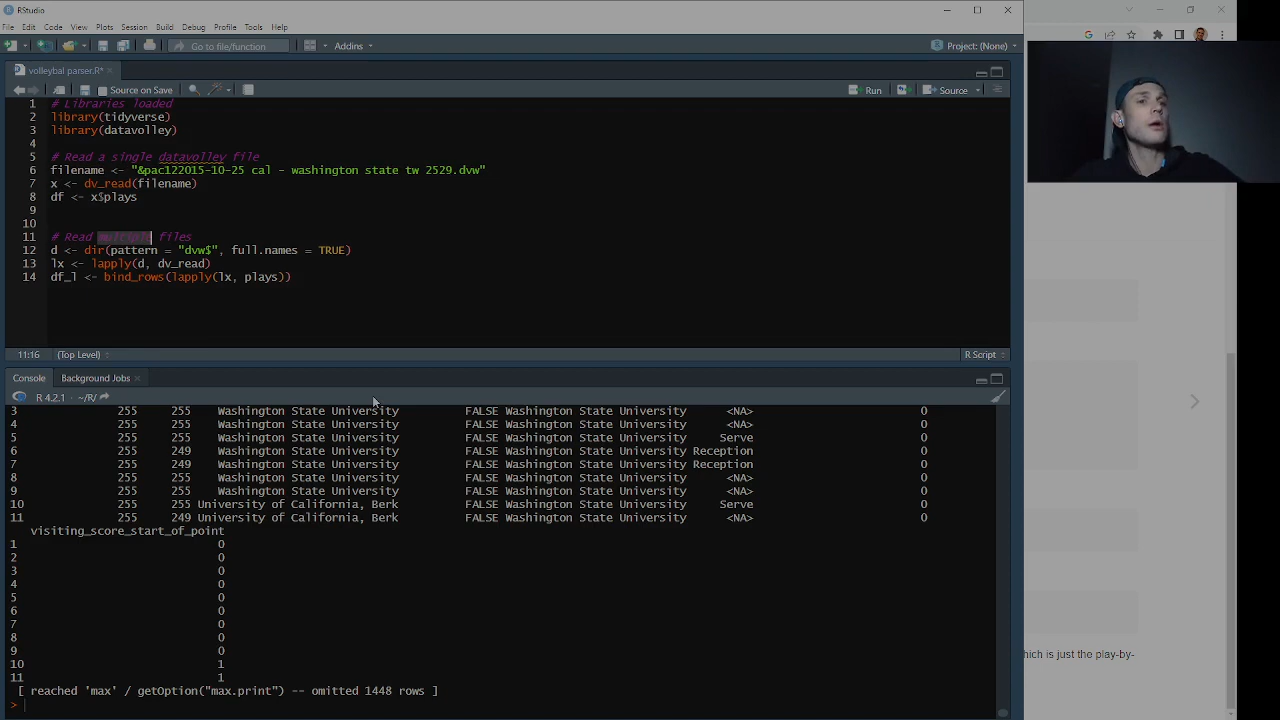 RStudio
File Edit Code View Plots Session Build Debug Profile Tools Help
Go to file/function Addins Project: (None)
volleybal parser.R*
Source on Save Run Source
1 # Libraries loaded
2 library(tidyverse)
3 library(datavolley)
4
5 # Read a single datavolley file
6 filename <- "&pac122015-10-25 cal - washington state tw 2529.dvw"
7 x <- dv_read(filename)
8 df <- x$plays
9
10
11 # Read multiply files
12 d <- dir(pattern = "dvw$", full.names = TRUE)
13 lx <- lapply(d, dv_read)
14 df_l <- bind_rows(lapply(lx, plays))
11:16 (Top Level) R Script
Console Background Jobs
R 4.2.1 · ~/R/
3 255 255 Washington State University FALSE Washington State University <NA> 0
4 255 255 Washington State University FALSE Washington State University <NA> 0
5 255 255 Washington State University FALSE Washington State University Serve 0
6 255 249 Washington State University FALSE Washington State University Reception 0
7 255 249 Washington State University FALSE Washington State University Reception 0
8 255 255 Washington State University FALSE Washington State University <NA> 0
9 255 255 Washington State University FALSE Washington State University <NA> 0
10 255 255 University of California, Berk FALSE Washington State University Serve 0
11 255 249 University of California, Berk FALSE Washington State University <NA> 0
visiting_score_start_of_point
1 0
2 0
3 0
4 0
5 0
6 0
7 0
8 0
9 0
10 1
11 1
[ reached 'max' / getOption("max.print") -- omitted 1448 rows ]
>
which is just the play-by-